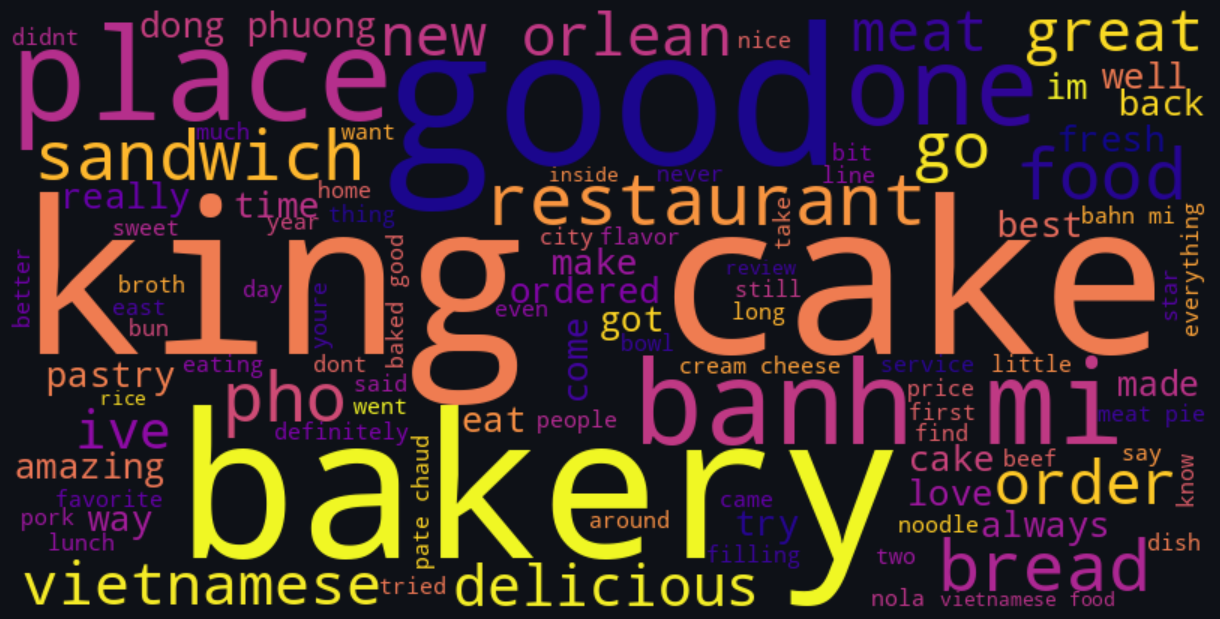 didnt
dong phuong
new orlean
nice
meat
great
place
good
one
im
well
back
much
want
sandwich
bit
line
go
fresh
food
inside
never
really
time
home
year
thing
restaurant
take
best
bahn mi
everything
sweet
city
flavor
king cake
better
broth
east
bun
day
youre
baked good
make
ordered
even
review
still
long
star
got
bowl
come
eating
dont
cream cheese
service
little
pastry
rice
pho
said
went
eat
people
banh mi
price
first
find
made
meat pie
ive
definitely
amazing
bakery
pate chaud
cake
beef
say
know
love
order
favorite
pork
way
lunch
around
came
try
filling
noodle
always
two
bread
dish
vietnamese
tried
delicious
nola
vietnamese food